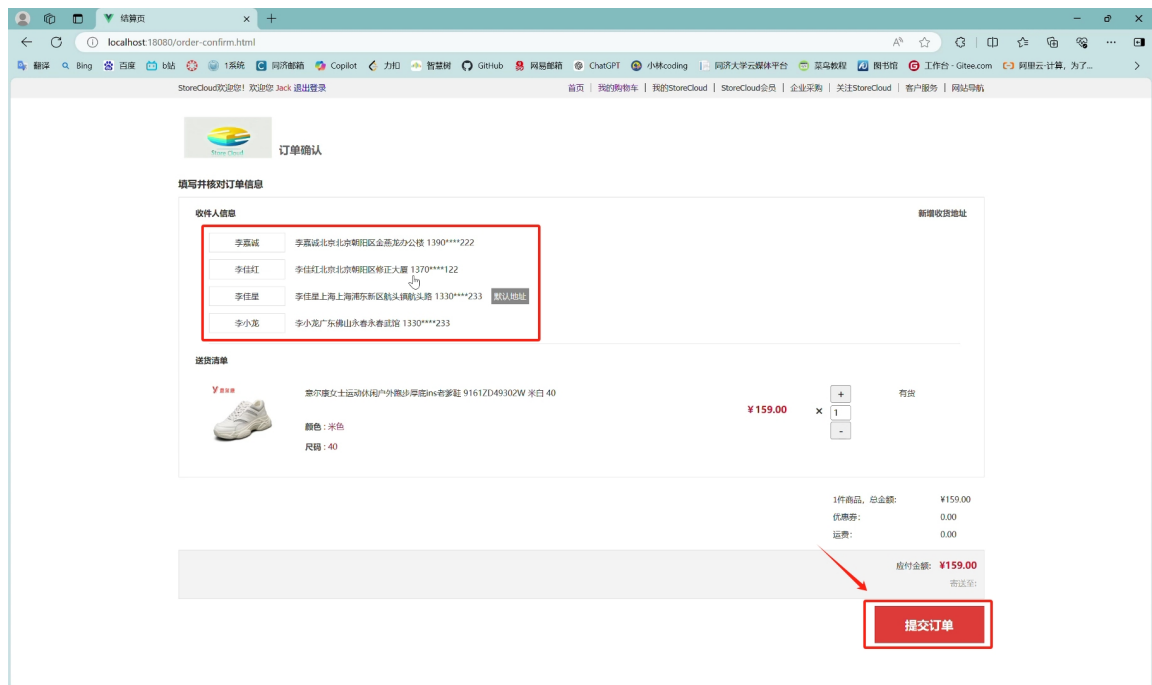 结算页
localhost:18080/order-confirm.html
翻译 Bing 百度 b站 1系统 同济邮箱 Copilot 力扣 智慧树 GitHub 网易邮箱 ChatGPT 小林coding 同济大学云媒体平台 菜鸟教程 图书馆 工作台 - Gitee.com 阿里云-计算，为了...
StoreCloud欢迎您！ 欢迎您 Jack 退出登录
首页 | 我的购物车 | 我的StoreCloud | StoreCloud会员 | 企业采购 | 关注StoreCloud | 客户服务 | 网站导航
Store Cloud
订单确认
填写并核对订单信息
收件人信息 新增收货地址
李嘉诚 李嘉诚北京北京朝阳区金燕龙办公楼 1390****222
李佳红 李佳红北京北京朝阳区修正大厦 1370****122
李佳星 李佳星上海上海浦东新区航头镇航头路 1330****233 默认地址
李小龙 李小龙广东佛山永春永春武馆 1330****233
送货清单
意尔康女士运动休闲户外跑步厚底ins老爹鞋 9161ZD49302W 米白 40
颜色 : 米色
尺码 : 40
¥159.00 ×
+
1
-
有货
1件商品，总金额: ¥159.00
优惠券: 0.00
运费: 0.00
应付金额: ¥159.00
寄送至:
提交订单